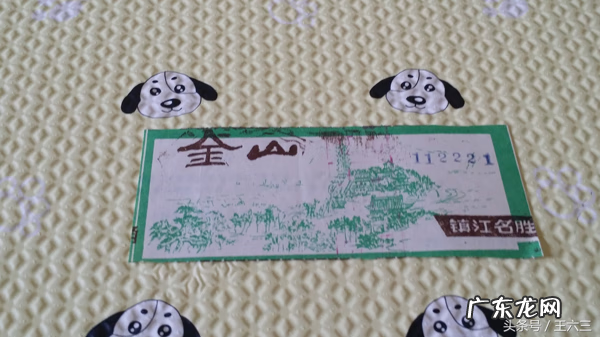 金山
112221
镇江名胜
广东龙网
头条号／王六三